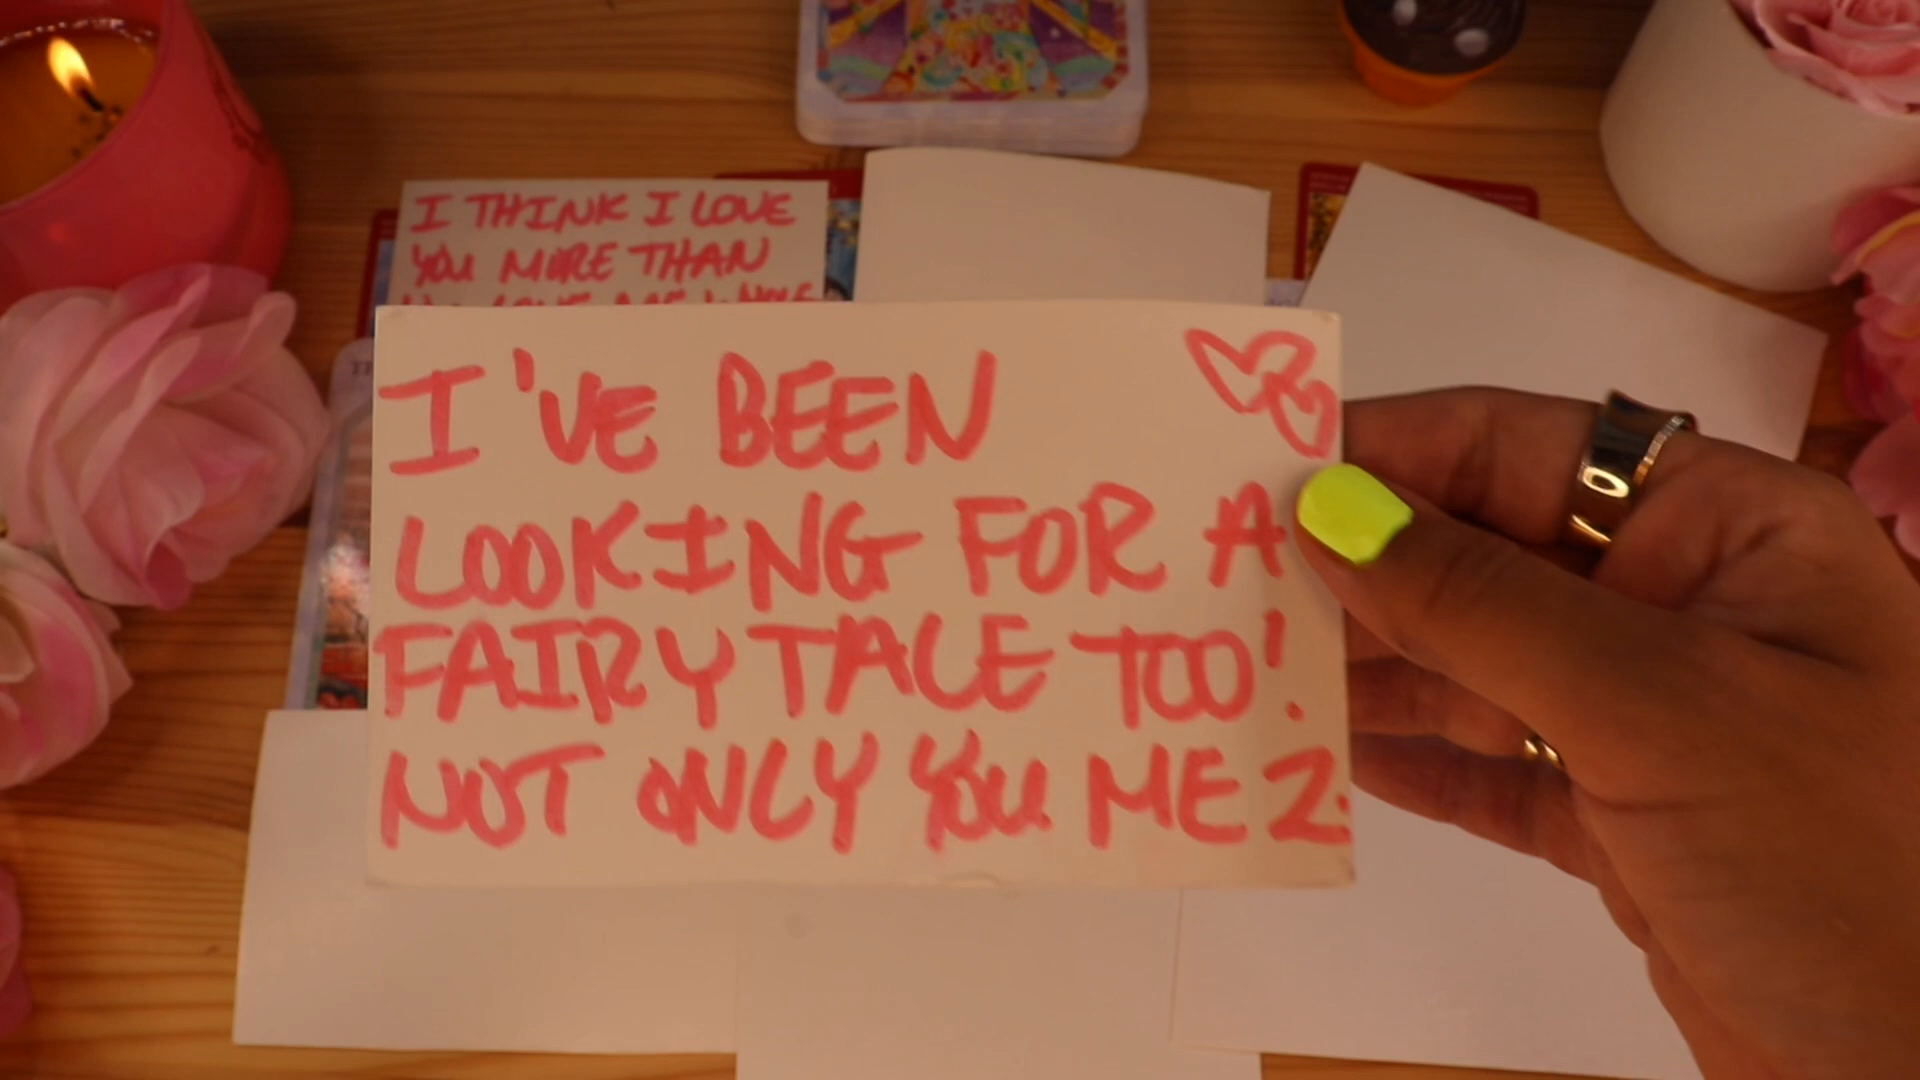 I THINK I LOVE
YOU MORE THAN
I'VE BEEN
LOOKING FOR A
FAIRYTALE TOO!
NOT ONLY YOU ME 2.